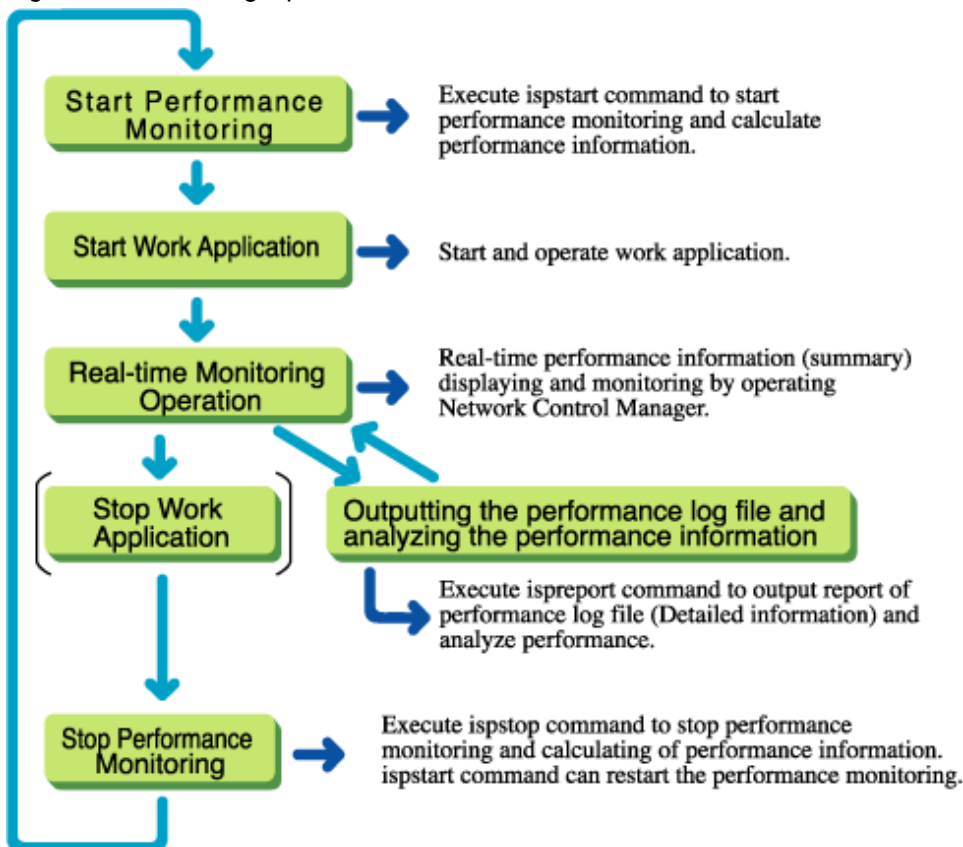 Start Performance
Monitoring
Execute ispstart command to start
performance monitoring and calculate
performance information.
Start Work Application
Start and operate work application.
Real-time Monitoring
Operation
Real-time performance information (summary)
displaying and monitoring by operating
Network Control Manager.
Stop Work
Application
Outputting the performance log file and
analyzing the performance information
Execute ispreport command to output report of
performance log file (Detailed information) and
analyze performance.
Stop Performance
Monitoring
Execute ispstop command to stop performance
monitoring and calculating of performance information.
ispstart command can restart the performance monitoring.